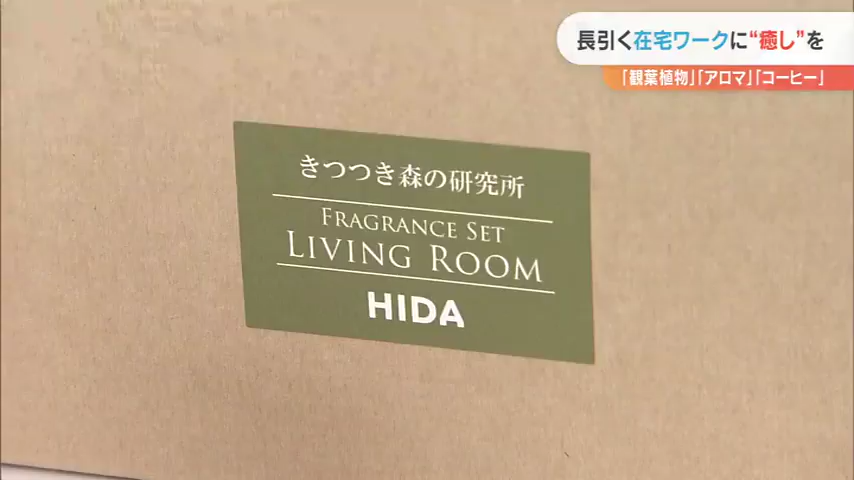 長引く在宅ワークに“癒し”を
「観葉植物」「アロマ」「コーヒー」
きつつき森の研究所
FRAGRANCE SET
LIVING ROOM
HIDA